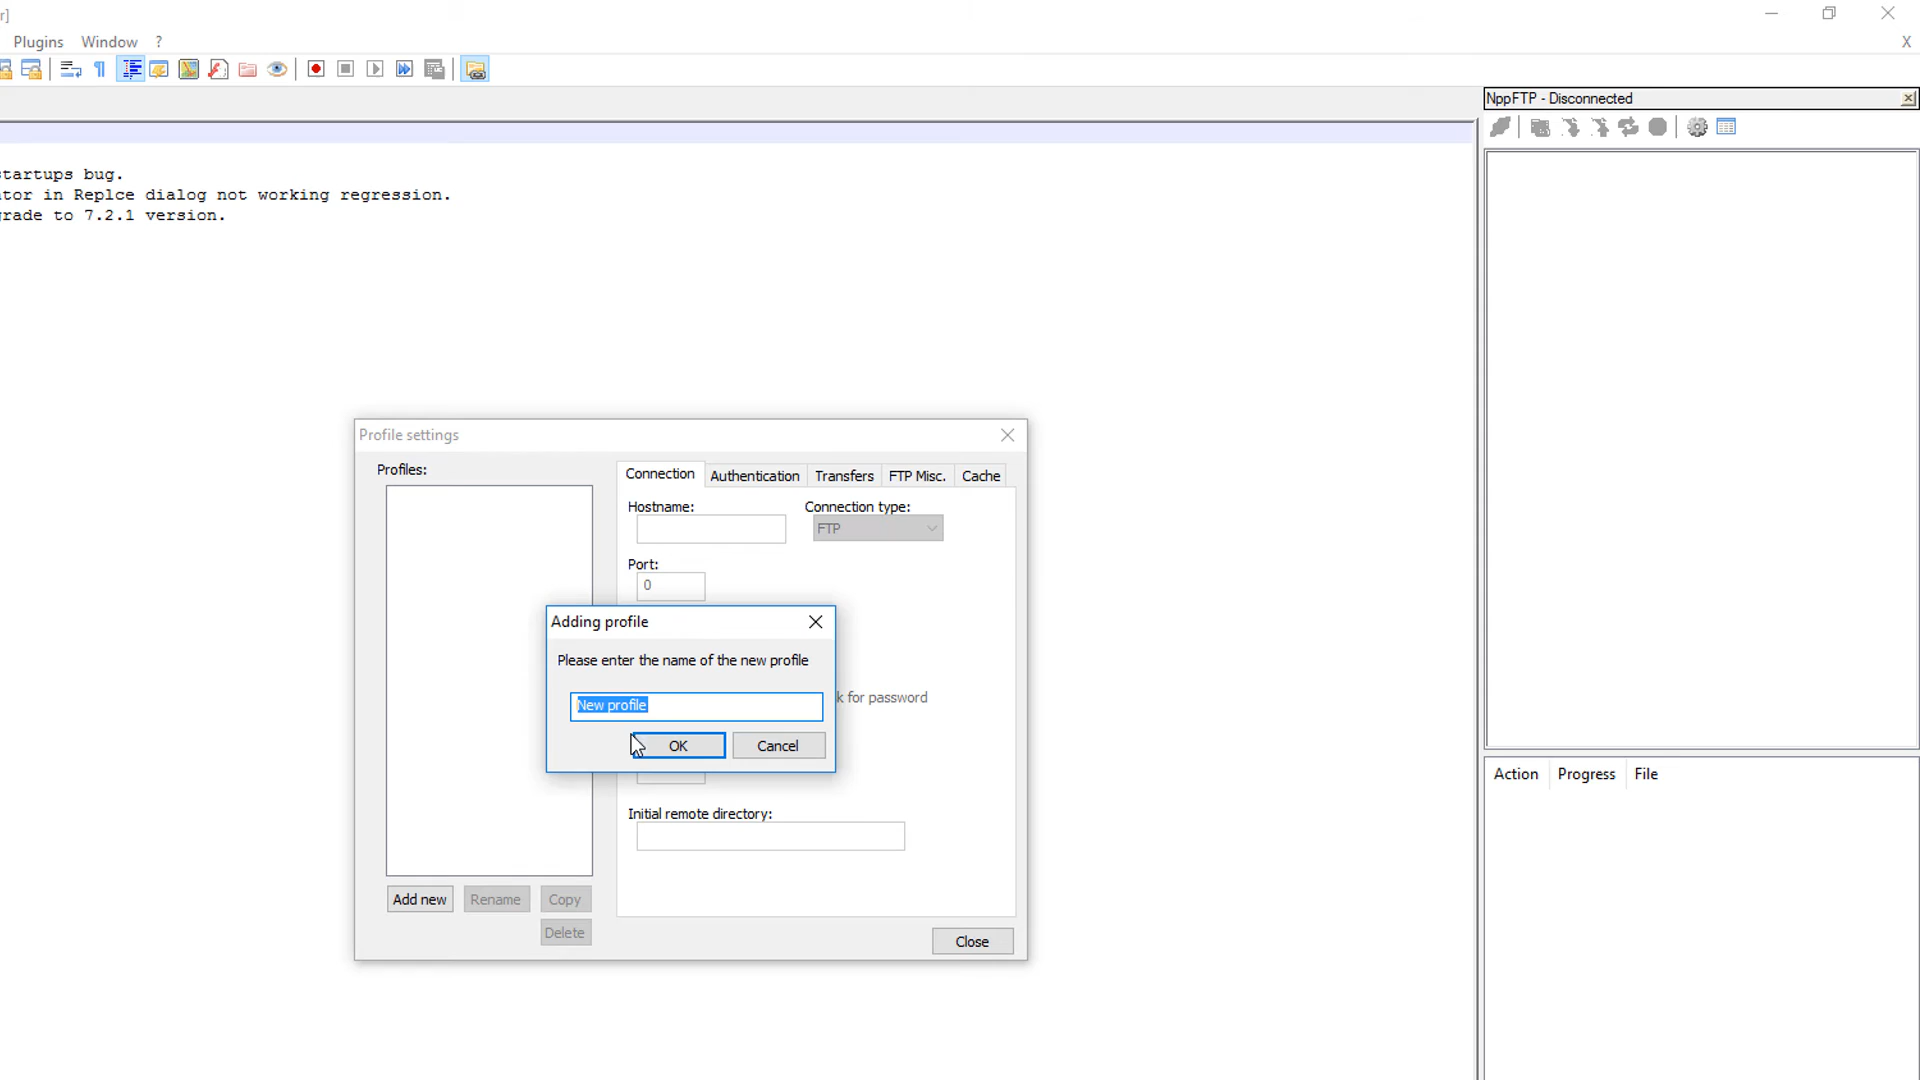 r]
Plugins Window ?
X
NppFTP - Disconnected
startups bug.
ator in Replce dialog not working regression.
grade to 7.2.1 version.
Profile settings
Profiles:
Connection Authentication Transfers FTP Misc. Cache
Hostname: Connection type:
FTP
Port:
0
Adding profile
Please enter the name of the new profile
k for password
New profile
OK Cancel
Action Progress File
Initial remote directory:
Add new Rename Copy
Delete
Close